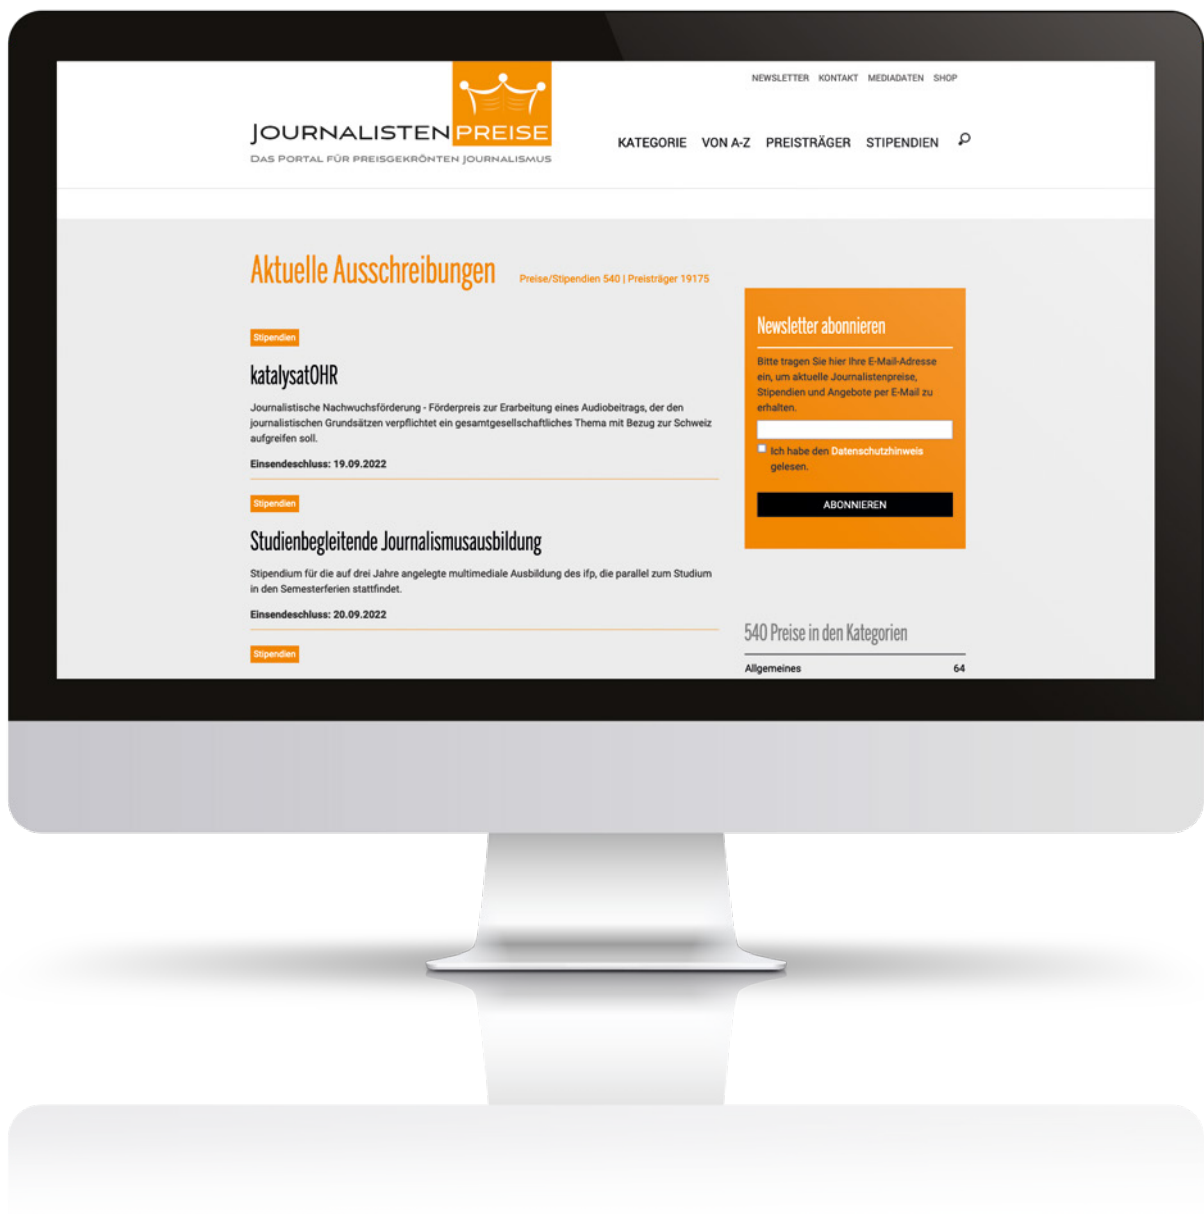 NEWSLETTER KONTAKT MEDIADATEN SHOP
JOURNALISTENPREISE
DAS PORTAL FÜR PREISGEKRÖNTEN JOURNALISMUS
KATEGORIE VON A-Z PREISTRÄGER STIPENDIEN
Aktuelle Ausschreibungen
Preise/Stipendien 540 | Preisträger 19175
Stipendien
katalysatOHR
Journalistische Nachwuchsförderung - Förderpreis zur Erarbeitung eines Audiobeitrags, der den
journalistischen Grundsätzen verpflichtet ein gesamtgesellschaftliches Thema mit Bezug zur Schweiz
aufgreifen soll.
Einsendeschluss: 19.09.2022
Stipendien
Studienbegleitende Journalismusausbildung
Stipendium für die auf drei Jahre angelegte multimediale Ausbildung des ifp, die parallel zum Studium
in den Semesterferien stattfindet.
Einsendeschluss: 20.09.2022
Stipendien
Newsletter abonnieren
Bitte tragen Sie hier Ihre E-Mail-Adresse
ein, um aktuelle Journalistenpreise,
Stipendien und Angebote per E-Mail zu
erhalten.
Ich habe den Datenschutzhinweis
gelesen.
ABONNIEREN
540 Preise in den Kategorien
Allgemeines 64